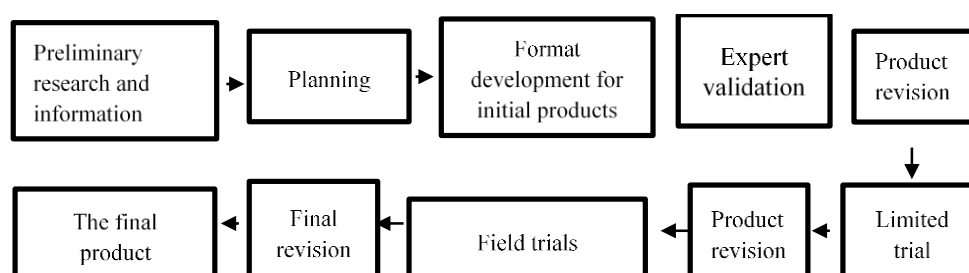 Preliminary
research and
information
Planning
Format
development for
initial products
Expert
validation
Product
revision
The final
product
Final
revision
Field trials
Product
revision
Limited
trial